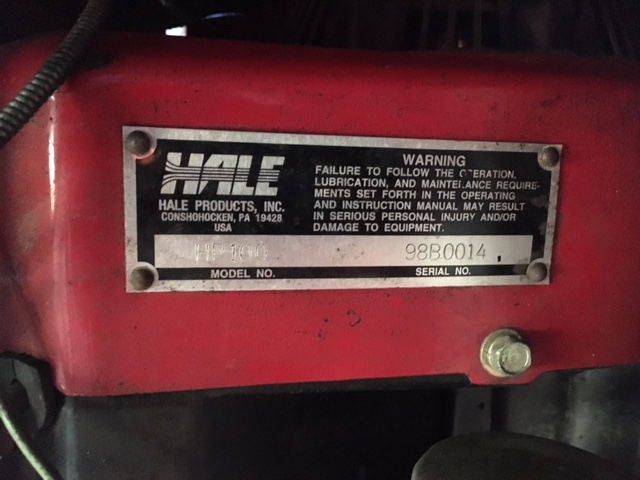 HALE
HALE PRODUCTS, INC.
CONSHOHOCKEN, PA 19428
USA
WARNING
FAILURE TO FOLLOW THE OPERATION,
LUBRICATION, AND MAINTENANCE REQUIRE-
MENTS SET FORTH IN THE OPERATING
AND INSTRUCTION MANUAL MAY RESULT
IN SERIOUS PERSONAL INJURY AND/OR
DAMAGE TO EQUIPMENT.
98B0014
MODEL NO.
SERIAL NO.